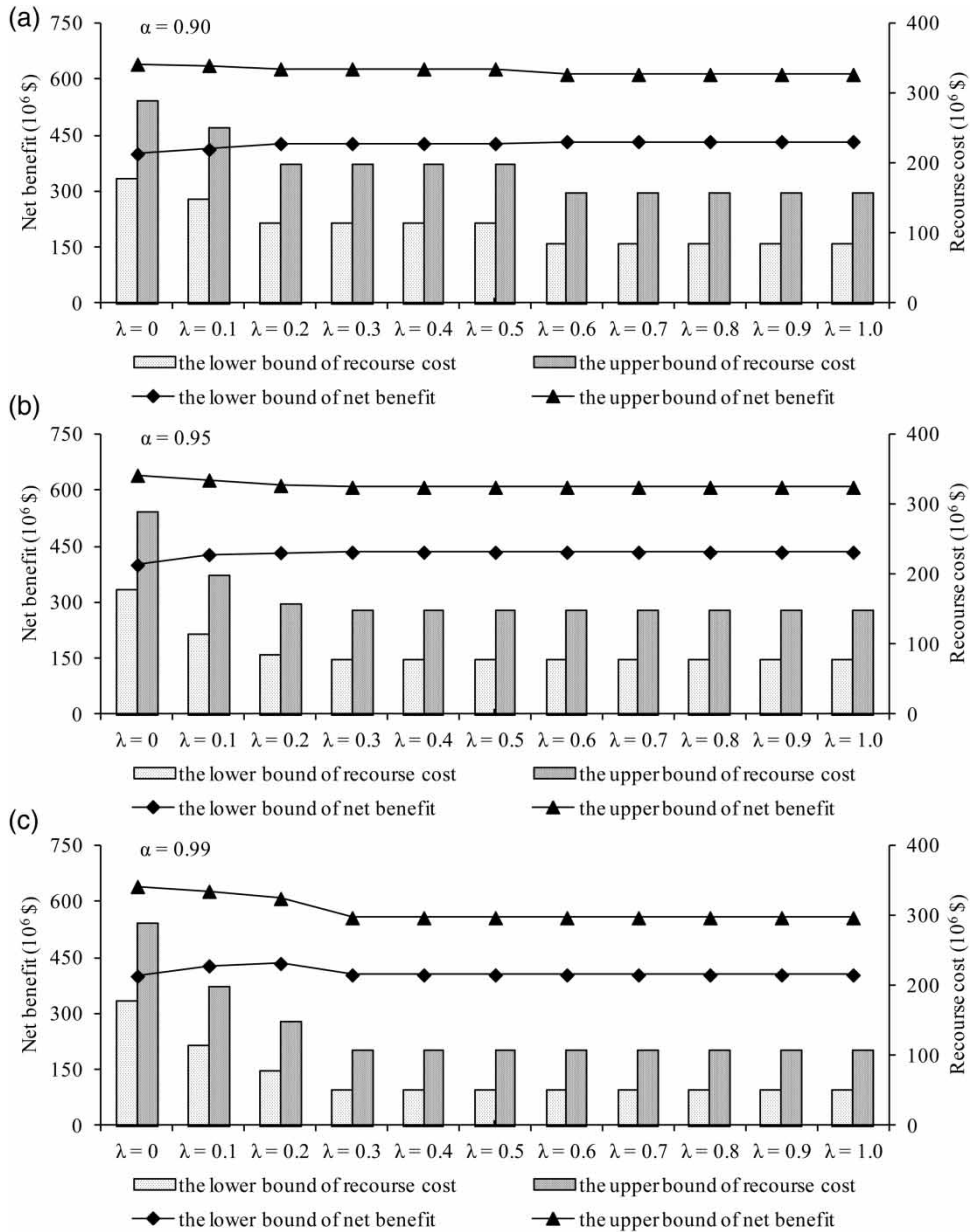 (a)
α = 0.90
750
600
450
300
150
0
Net benefit (10⁶ $)
400
300
200
100
0
Recourse cost (10⁶ $)
λ = 0 λ = 0.1 λ = 0.2 λ = 0.3 λ = 0.4 λ = 0.5 λ = 0.6 λ = 0.7 λ = 0.8 λ = 0.9 λ = 1.0
the lower bound of recourse cost the upper bound of recourse cost
the lower bound of net benefit the upper bound of net benefit
(b)
α = 0.95
750
600
450
300
150
0
Net benefit (10⁶ $)
400
300
200
100
0
Recourse cost (10⁶ $)
λ = 0 λ = 0.1 λ = 0.2 λ = 0.3 λ = 0.4 λ = 0.5 λ = 0.6 λ = 0.7 λ = 0.8 λ = 0.9 λ = 1.0
the lower bound of recourse cost the upper bound of recourse cost
the lower bound of net benefit the upper bound of net benefit
(c)
α = 0.99
750
600
450
300
150
0
Net benefit (10⁶ $)
400
300
200
100
0
Recourse cost (10⁶ $)
λ = 0 λ = 0.1 λ = 0.2 λ = 0.3 λ = 0.4 λ = 0.5 λ = 0.6 λ = 0.7 λ = 0.8 λ = 0.9 λ = 1.0
the lower bound of recourse cost the upper bound of recourse cost
the lower bound of net benefit the upper bound of net benefit